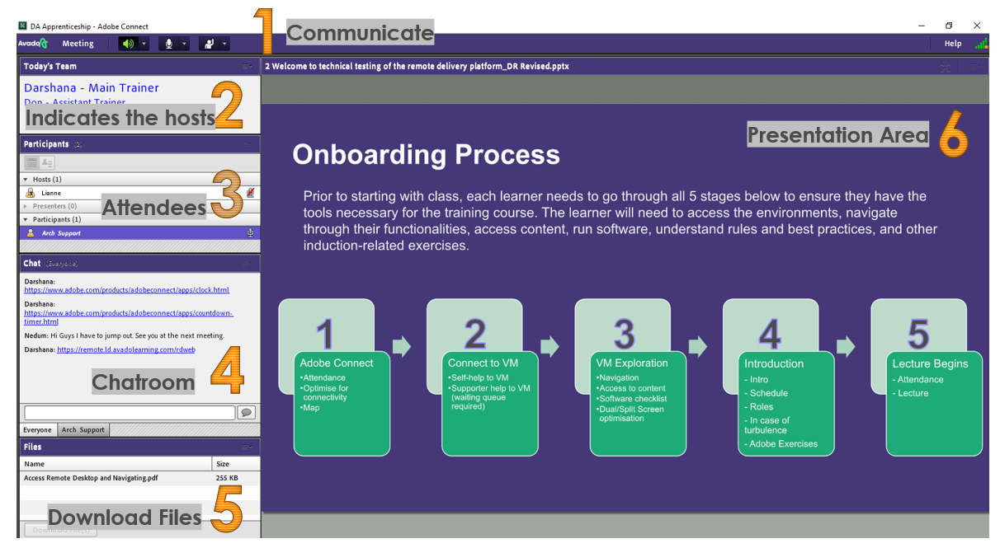 DA Apprenticeship - Adobe Connect
1 Communicate
Avado Meeting
Help
Today's Team
Darshana - Main Trainer
Don - Assistant Trainer
Indicates the hosts 2
Participants (2)
Hosts (1)
Lianne
Presenters (0)
Attendees 3
Participants (1)
Arch Support
Chat (Everyone)
Darshana:
https://www.adobe.com/products/adobeconnect/apps/clock.html
Darshana:
https://www.adobe.com/products/adobeconnect/apps/countdown-
timer.html
Nedum: Hi Guys I have to jump out. See you at the next meeting.
Darshana: https://remote.ld.avadolearning.com/rdweb
Chatroom 4
Everyone Arch Support
Files
Name Size
Access Remote Desktop and Navigating.pdf 255 KB
Download Files 5
Download File(s)
2 Welcome to technical testing of the remote delivery platform_DR Revised.pptx
Presentation Area 6
Onboarding Process
Prior to starting with class, each learner needs to go through all 5 stages below to ensure they have the
tools necessary for the training course. The learner will need to access the environments, navigate
through their functionalities, access content, run software, understand rules and best practices, and other
induction-related exercises.
1
Adobe Connect
•Attendance
•Optimise for
connectivity
•Map
2
Connect to VM
•Self-help to VM
•Supporter help to VM
(waiting queue
required)
3
VM Exploration
•Navigation
•Access to content
•Software checklist
•Dual/Split Screen
optimisation
4
Introduction
- Intro
- Schedule
- Roles
- In case of
turbulence
- Adobe Exercises
5
Lecture Begins
- Attendance
- Lecture